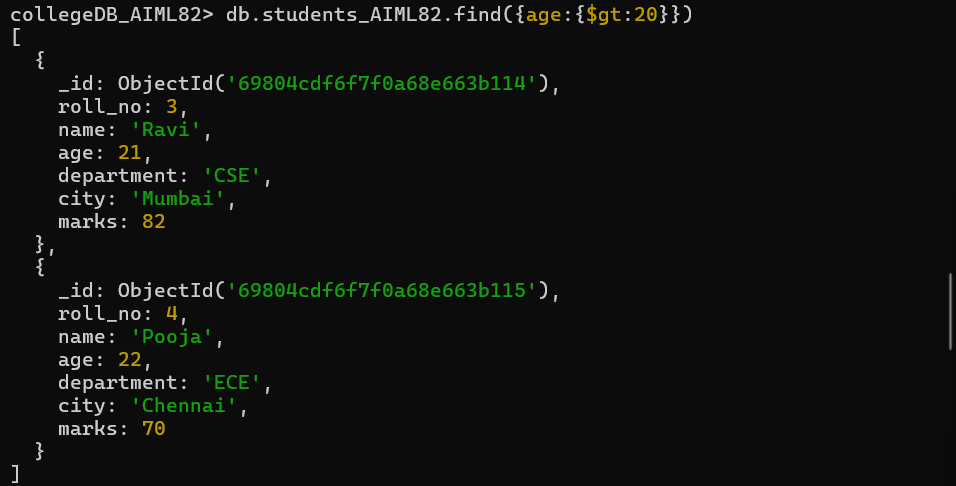 collegeDB_AIML82> db.students_AIML82.find({age:{$gt:20}})
[
  {
    _id: ObjectId('69804cdf6f7f0a68e663b114'),
    roll_no: 3,
    name: 'Ravi',
    age: 21,
    department: 'CSE',
    city: 'Mumbai',
    marks: 82
  },
  {
    _id: ObjectId('69804cdf6f7f0a68e663b115'),
    roll_no: 4,
    name: 'Pooja',
    age: 22,
    department: 'ECE',
    city: 'Chennai',
    marks: 70
  }
]